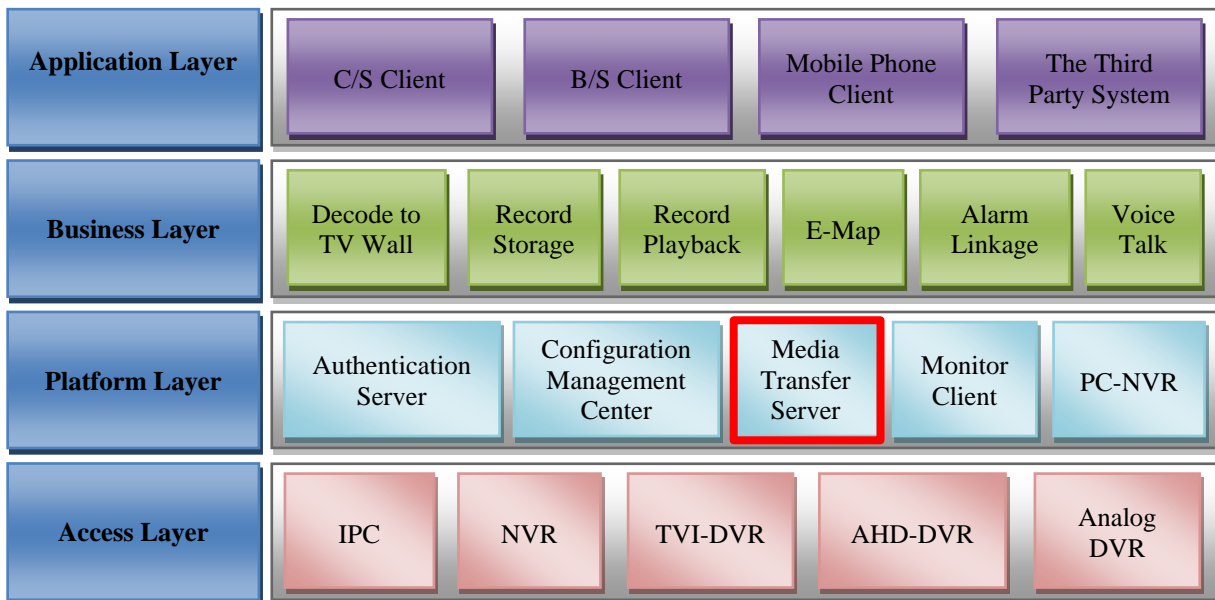 Application Layer
C/S Client
B/S Client
Mobile Phone
Client
The Third
Party System
Business Layer
Decode to
TV Wall
Record
Storage
Record
Playback
E-Map
Alarm
Linkage
Voice
Talk
Platform Layer
Authentication
Server
Configuration
Management
Center
Media
Transfer
Server
Monitor
Client
PC-NVR
Access Layer
IPC
NVR
TVI-DVR
AHD-DVR
Analog
DVR